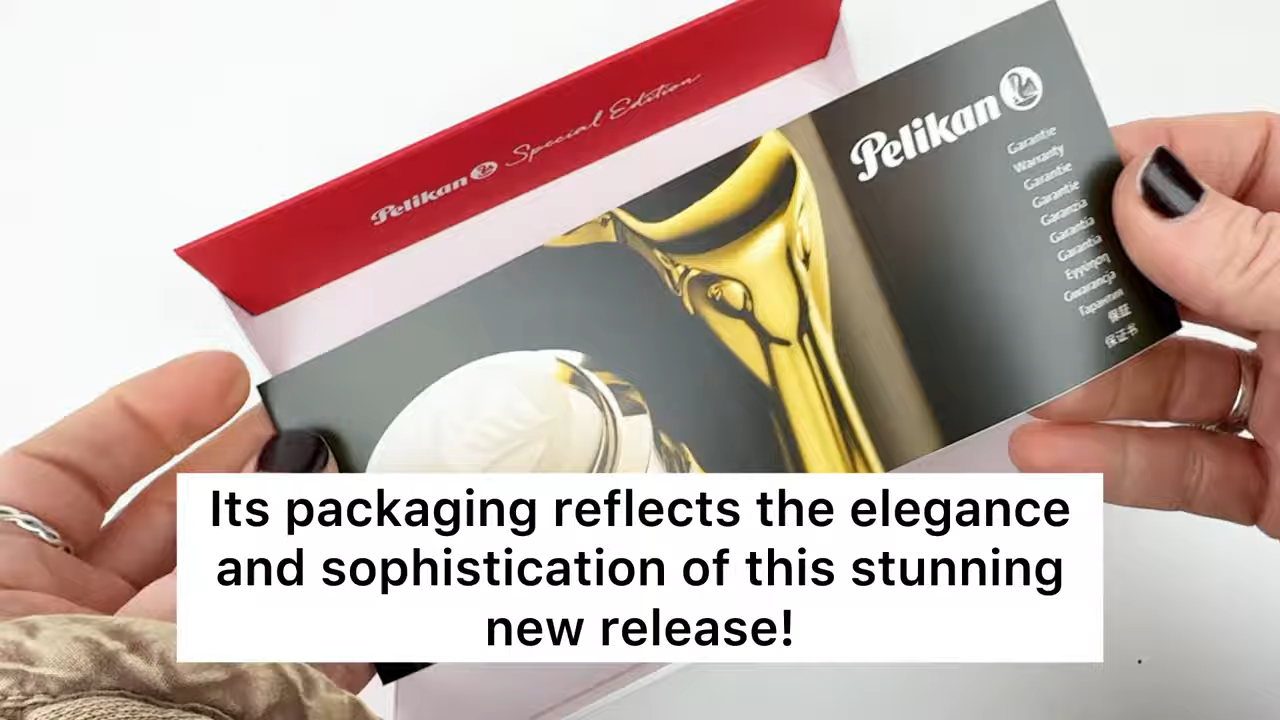 Pelikan Special Edition
Pelikan
Garantie
Warranty
Garantie
Garantie
Garanzia
Garantía
Garantia
Εγγύηση
Gwarancja
Гарантия
保証
保证书
Its packaging reflects the elegance
and sophistication of this stunning
new release!